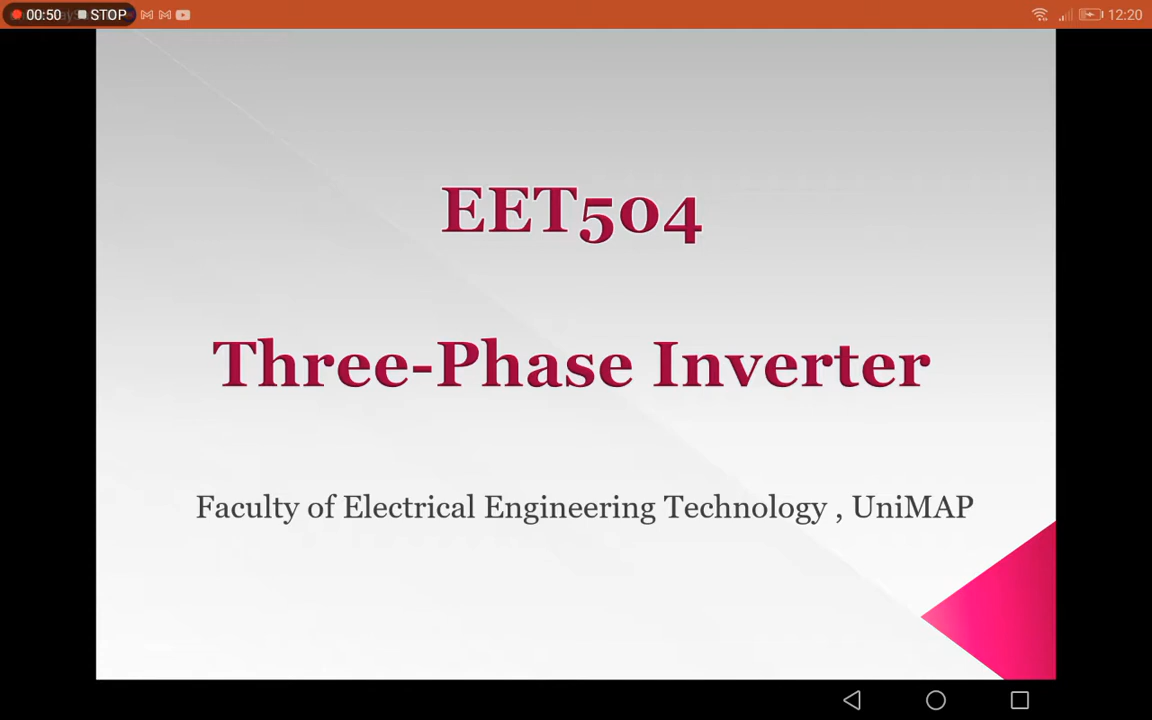 00:50 STOP 12:20
EET504
Three-Phase Inverter
Faculty of Electrical Engineering Technology , UniMAP